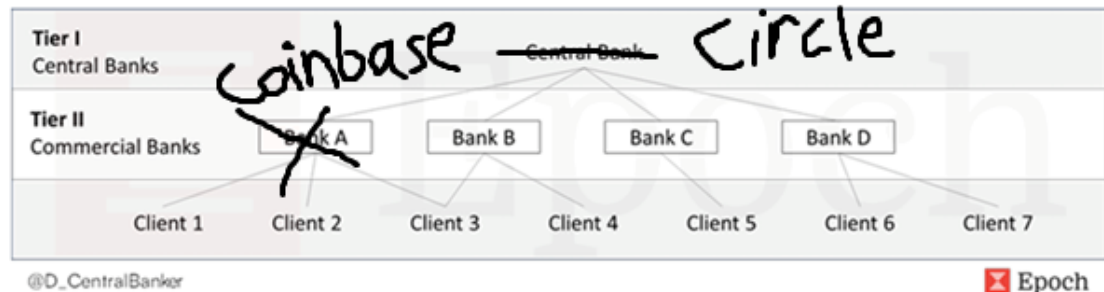 Tier I
Central Banks
coinbase Central Bank Circle
Tier II
Commercial Banks
Bank A Bank B Bank C Bank D
Client 1 Client 2 Client 3 Client 4 Client 5 Client 6 Client 7
Epoch
@D_CentralBanker Epoch